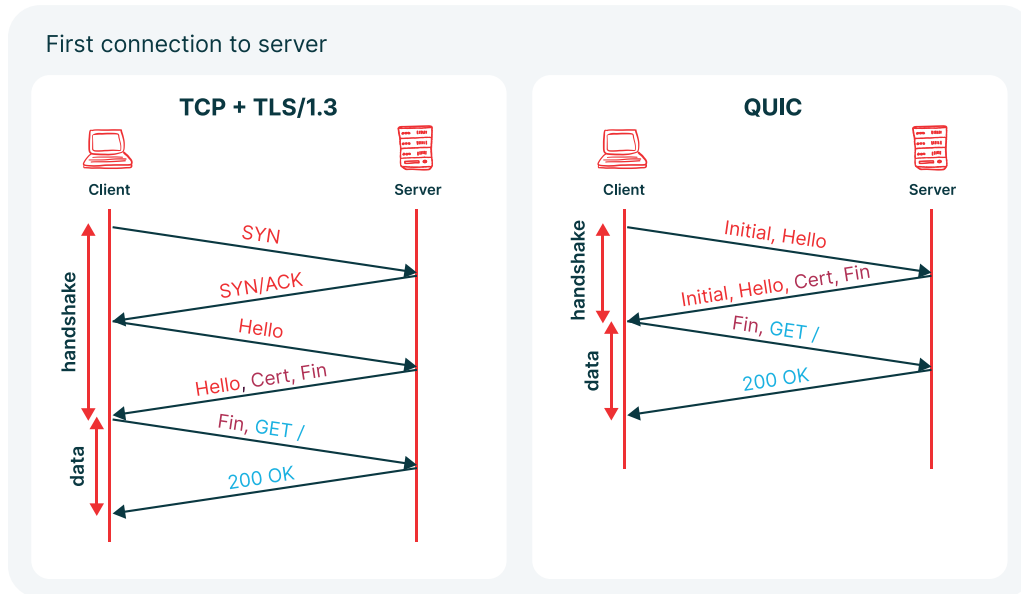 First connection to server
TCP + TLS/1.3
Client
Server
handshake
SYN
SYN/ACK
Hello
Hello, Cert, Fin
data
Fin, GET /
200 OK
QUIC
Client
Server
handshake
Initial, Hello
Initial, Hello, Cert, Fin
data
Fin, GET /
200 OK